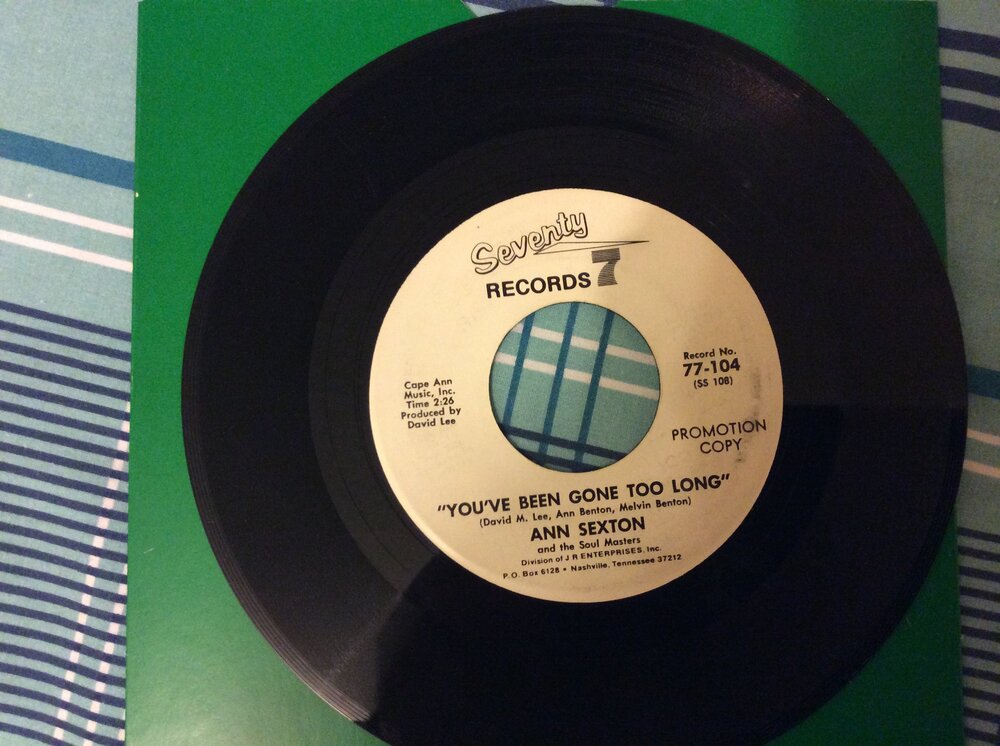 Seventy 7
RECORDS
Cape Ann
Music, Inc.
Time 2:26
Produced by
David Lee
Record No.
77-104
(SS 108)
PROMOTION
COPY
"YOU'VE BEEN GONE TOO LONG"
(David M. Lee, Ann Benton, Melvin Benton)
ANN SEXTON
and the Soul Masters
Division of J R ENTERPRISES, Inc.
P.O. Box 6128 • Nashville, Tennessee 37212